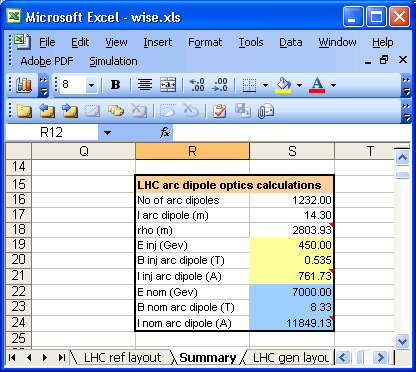 Microsoft Excel - wise.xls
File Edit View Insert Format Tools Data Window Help
Adobe PDF Simulation
8 B A
R12 fx
Q R S T
14
15 LHC arc dipole optics calculations
16 No of arc dipoles 1232.00
17 l arc dipole (m) 14.30
18 rho (m) 2803.93
19 E inj (Gev) 450.00
20 B inj arc dipole (T) 0.535
21 I inj arc dipole (A) 761.73
22 E nom (Gev) 7000.00
23 B nom arc dipole (T) 8.33
24 I nom arc dipole (A) 11849.13
25
LHC ref layout Summary LHC gen layou